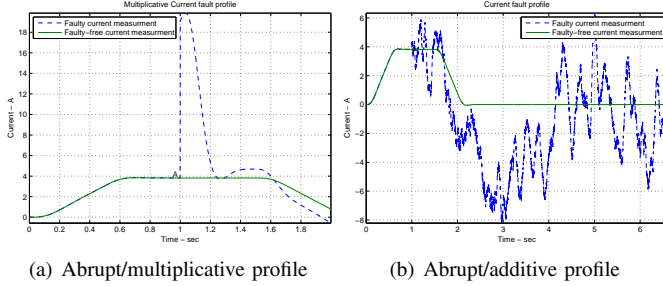 Multiplicative Current fault profile
Faulty current measurment
Faulty−free current measurment
Current − A
18
16
14
12
10
8
6
4
2
0
0 0.2 0.4 0.6 0.8 1.0 1.2 1.4 1.6 1.8 2.0
Time − sec
(a) Abrupt/multiplicative profile
Current fault profile
Faulty current measurment
Faulty−free current measurment
Current − A
6
4
2
0
−2
−4
−6
−8
0 1 2 3 4 5 6
Time − sec
(b) Abrupt/additive profile